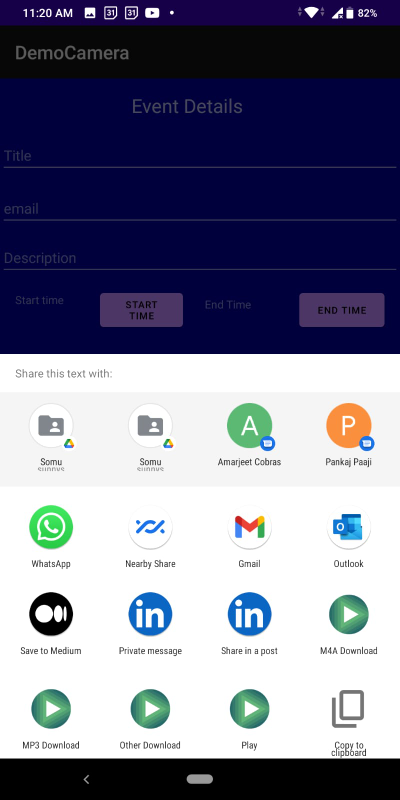 11:20 AM 31 31 82%
DemoCamera
Event Details
Title
email
Description
Start time
START
TIME
End Time
END TIME
Share this text with:
A P
Somu Somu Amarjeet Cobras Pankaj Paaji
WhatsApp Nearby Share Gmail Outlook
Save to Medium Private message Share in a post M4A Download
MP3 Download Other Download Play Copy to
clipboard